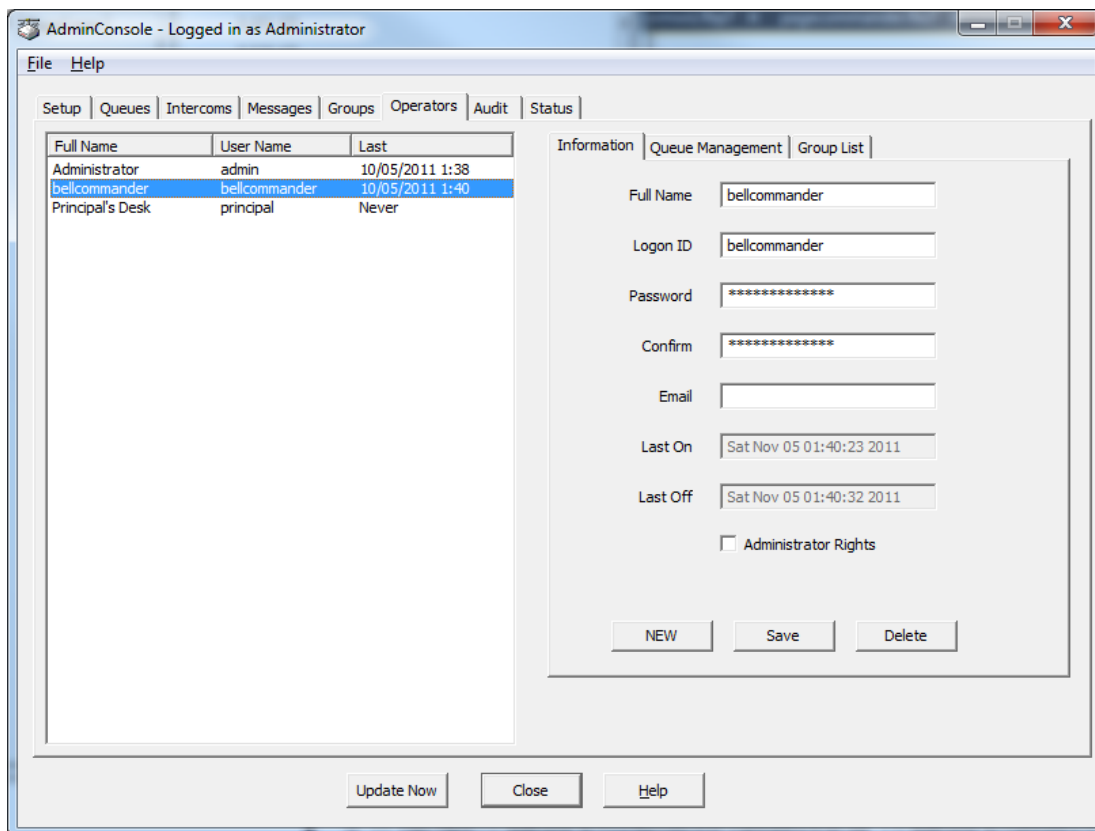 AdminConsole - Logged in as Administrator
File Help
Setup Queues Intercoms Messages Groups Operators Audit Status
Full Name User Name Last
Administrator admin 10/05/2011 1:38
bellcommander bellcommander 10/05/2011 1:40
Principal's Desk principal Never
Information Queue Management Group List
Full Name bellcommander
Logon ID bellcommander
Password *************
Confirm *************
Email
Last On Sat Nov 05 01:40:23 2011
Last Off Sat Nov 05 01:40:32 2011
Administrator Rights
NEW Save Delete
Update Now Close Help